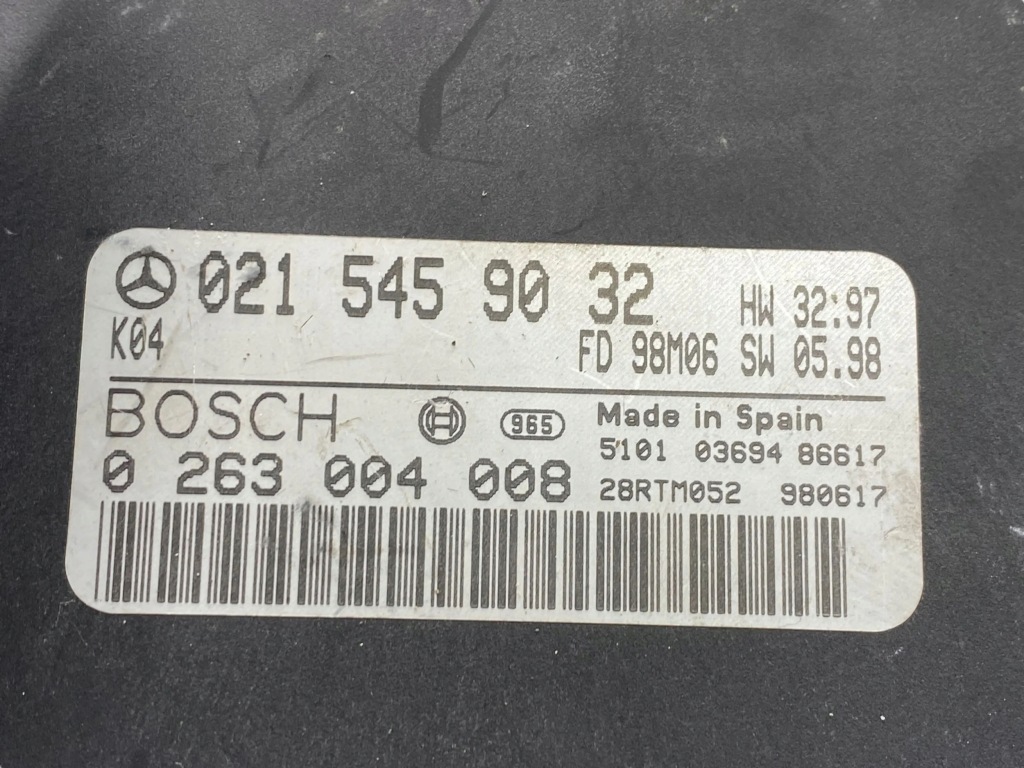 021 545 90 32 HW 32:97
K04 FD 98M06 SW 05.98
BOSCH 965 Made in Spain
5101 03694 86617
0 263 004 008 28RTM052 980617